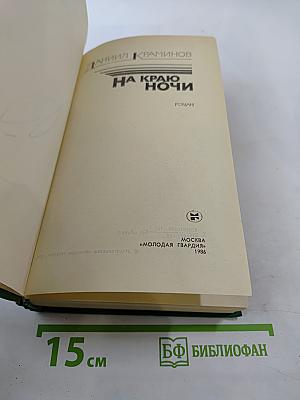 ДАНИИЛ КРАМИНОВ
НА КРАЮ
НОЧИ
РОМАН
МОСКВА
«МОЛОДАЯ ГВАРДИЯ»
1986
15 см
БФ БИБЛИОФАН